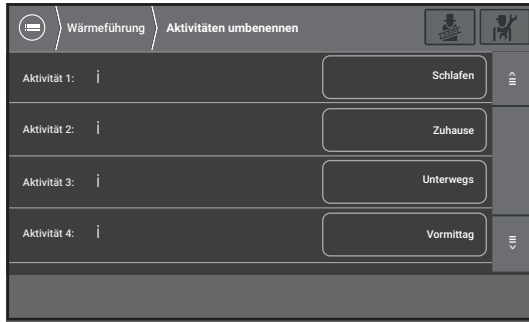 Wärmeführung Aktivitäten umbenennen
Aktivität 1: i Schlafen
Aktivität 2: i Zuhause
Aktivität 3: i Unterwegs
Aktivität 4: i Vormittag